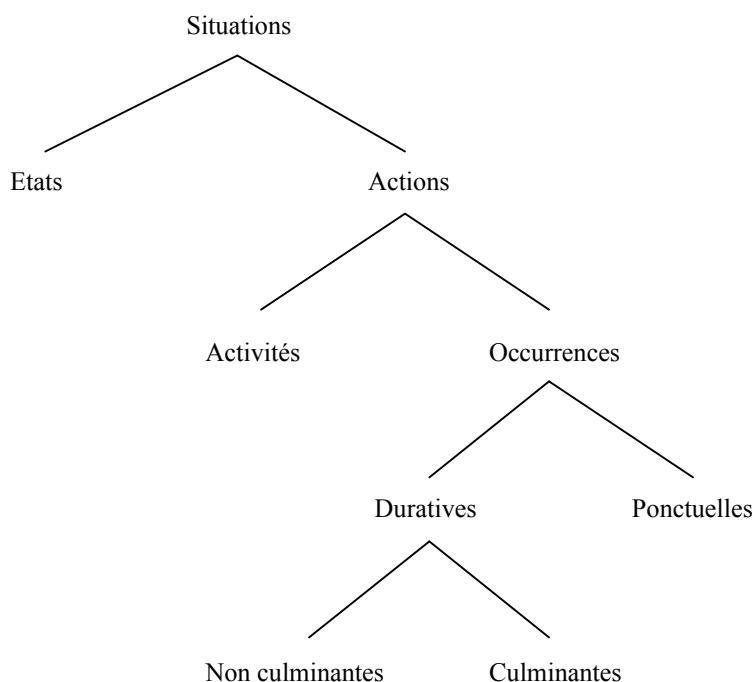 Situations
Etats Actions
Activités Occurrences
Duratives Ponctuelles
Non culminantes Culminantes